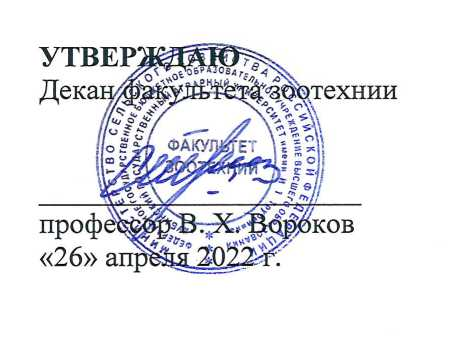 УТВЕРЖДАЮ
Декан факультета зоотехнии
ФАКУЛЬТЕТ
ЗООТЕХНИИ
профессор В. Х. Вороков
«26» апреля 2022 г.